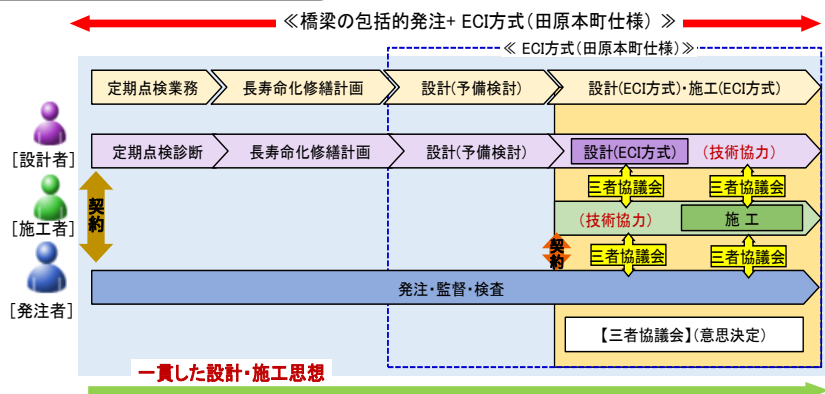 ≪橋梁の包括的発注+ ECI方式(田原本町仕様) ≫
≪ ECI方式(田原本町仕様)≫
定期点検業務 長寿命化修繕計画 設計(予備検討) 設計(ECI方式)・施工(ECI方式)
[設計者]
定期点検診断 長寿命化修繕計画 設計(予備検討) 設計(ECI方式) (技術協力)
三者協議会 三者協議会
契約
[施工者]
(技術協力) 施 工
契約
三者協議会 三者協議会
[発注者]
発注・監督・検査
【三者協議会】(意思決定)
一貫した設計・施工思想